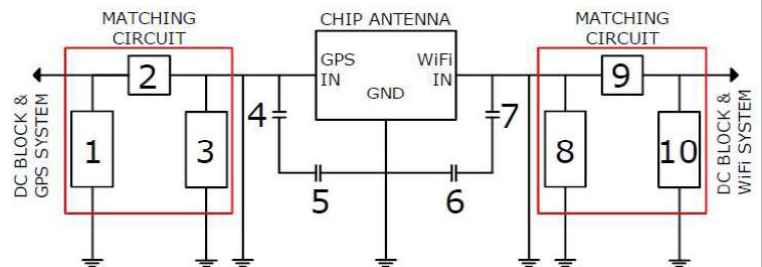 MATCHING
CIRCUIT
CHIP ANTENNA
MATCHING
CIRCUIT
DC BLOCK &
GPS SYSTEM
1
2
3
4
5
GPS
IN
WiFi
IN
GND
6
7
8
9
10
DC BLOCK &
WiFi SYSTEM